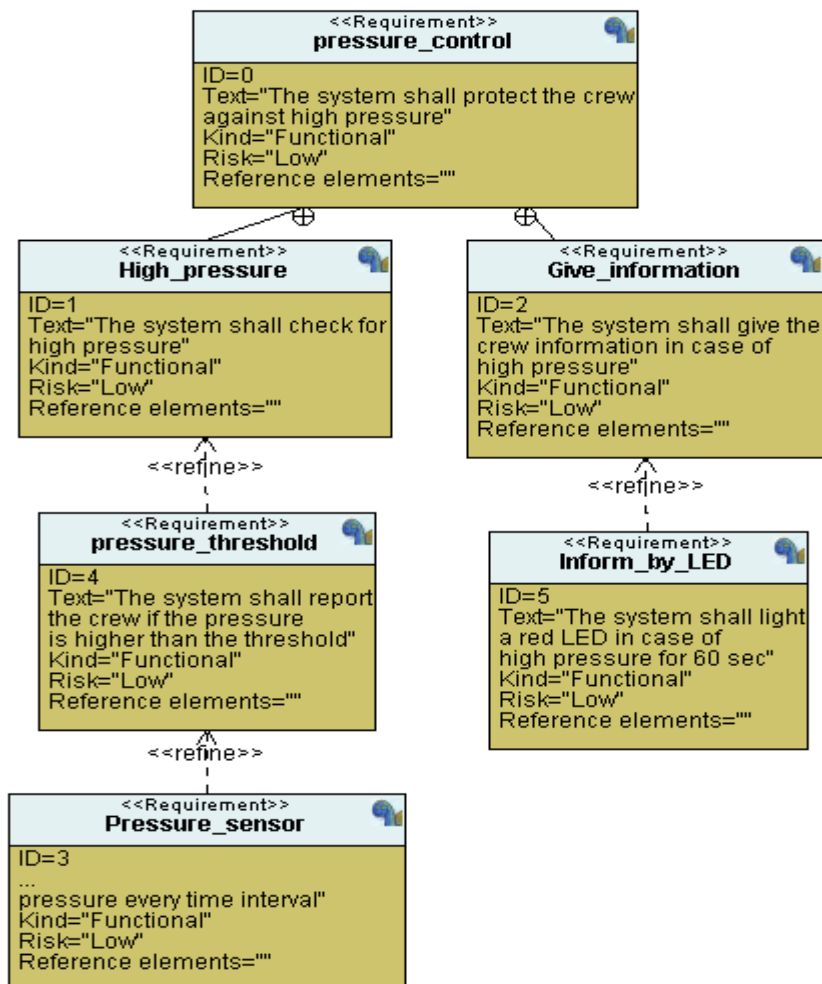 <<Requirement>>
pressure_control
ID=0
Text="The system shall protect the crew
against high pressure"
Kind="Functional"
Risk="Low"
Reference elements=""
<<Requirement>>
High_pressure
ID=1
Text="The system shall check for
high pressure"
Kind="Functional"
Risk="Low"
Reference elements=""
<<Requirement>>
Give_information
ID=2
Text="The system shall give the
crew information in case of
high pressure"
Kind="Functional"
Risk="Low"
Reference elements=""
<<refine>>
<<refine>>
<<Requirement>>
pressure_threshold
ID=4
Text="The system shall report
the crew if the pressure
is higher than the threshold"
Kind="Functional"
Risk="Low"
Reference elements=""
<<Requirement>>
Inform_by_LED
ID=5
Text="The system shall light
a red LED in case of
high pressure for 60 sec"
Kind="Functional"
Risk="Low"
Reference elements=""
<<refine>>
<<Requirement>>
Pressure_sensor
ID=3
...
pressure every time interval"
Kind="Functional"
Risk="Low"
Reference elements=""